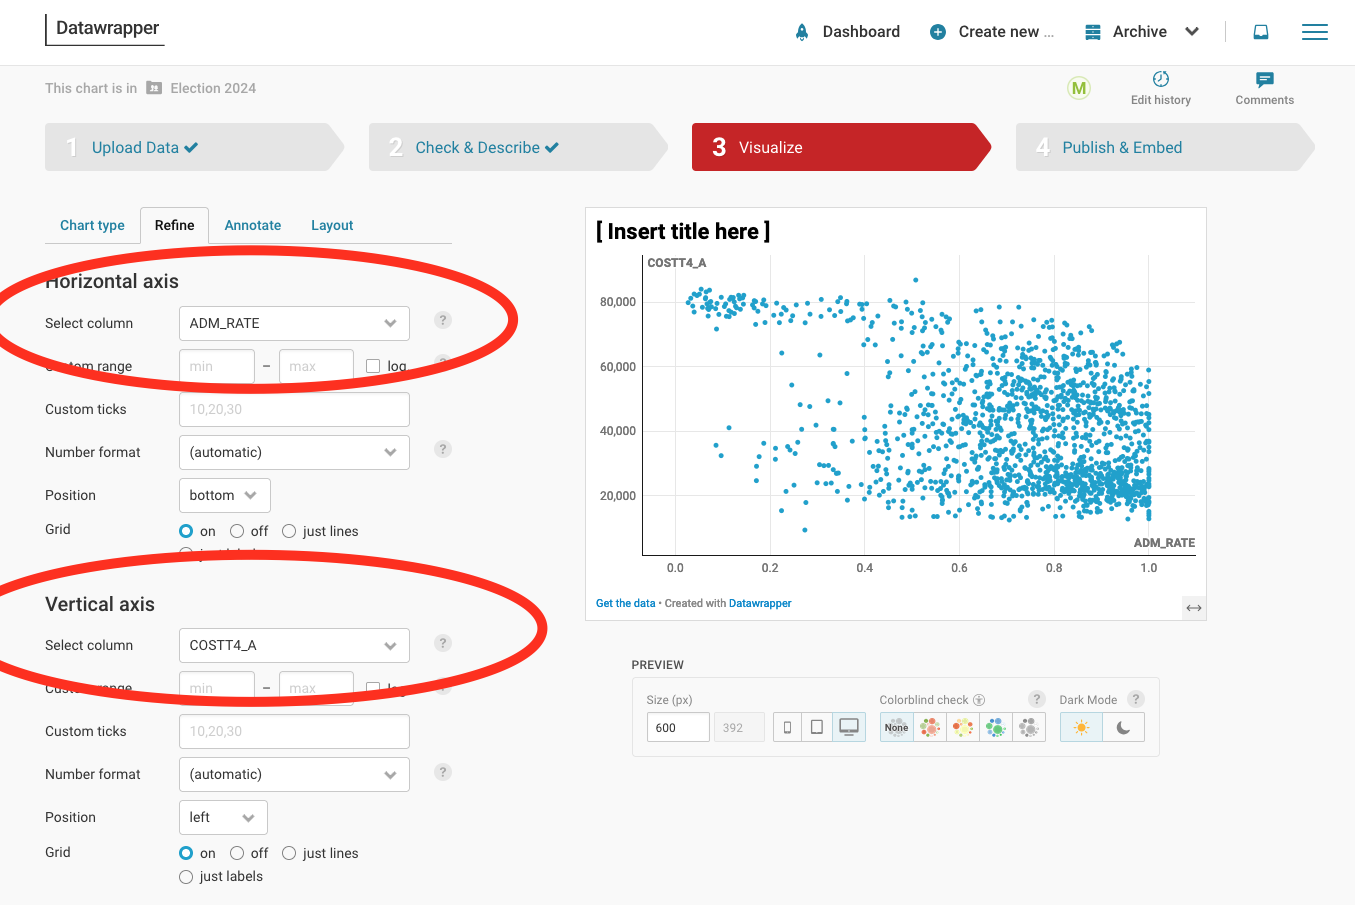 Datawrapper
Dashboard
Create new ...
Archive
This chart is in Election 2024
M
Edit history
Comments
1 Upload Data
2 Check & Describe
3 Visualize
4 Publish & Embed
Chart type
Refine
Annotate
Layout
Horizontal axis
Select column
ADM_RATE
?
Custom range
min
–
max
log
?
Custom ticks
10,20,30
Number format
(automatic)
?
Position
bottom
Grid
on
off
just lines
just labels
Vertical axis
Select column
COSTT4_A
?
Custom range
min
–
max
log
?
Custom ticks
10,20,30
Number format
(automatic)
?
Position
left
Grid
on
off
just lines
just labels
[ Insert title here ]
COSTT4_A
80,000
60,000
40,000
20,000
ADM_RATE
0.0 0.2 0.4 0.6 0.8 1.0
Get the data • Created with Datawrapper
PREVIEW
Size (px)
600
392
Colorblind check
?
None
Dark Mode
?